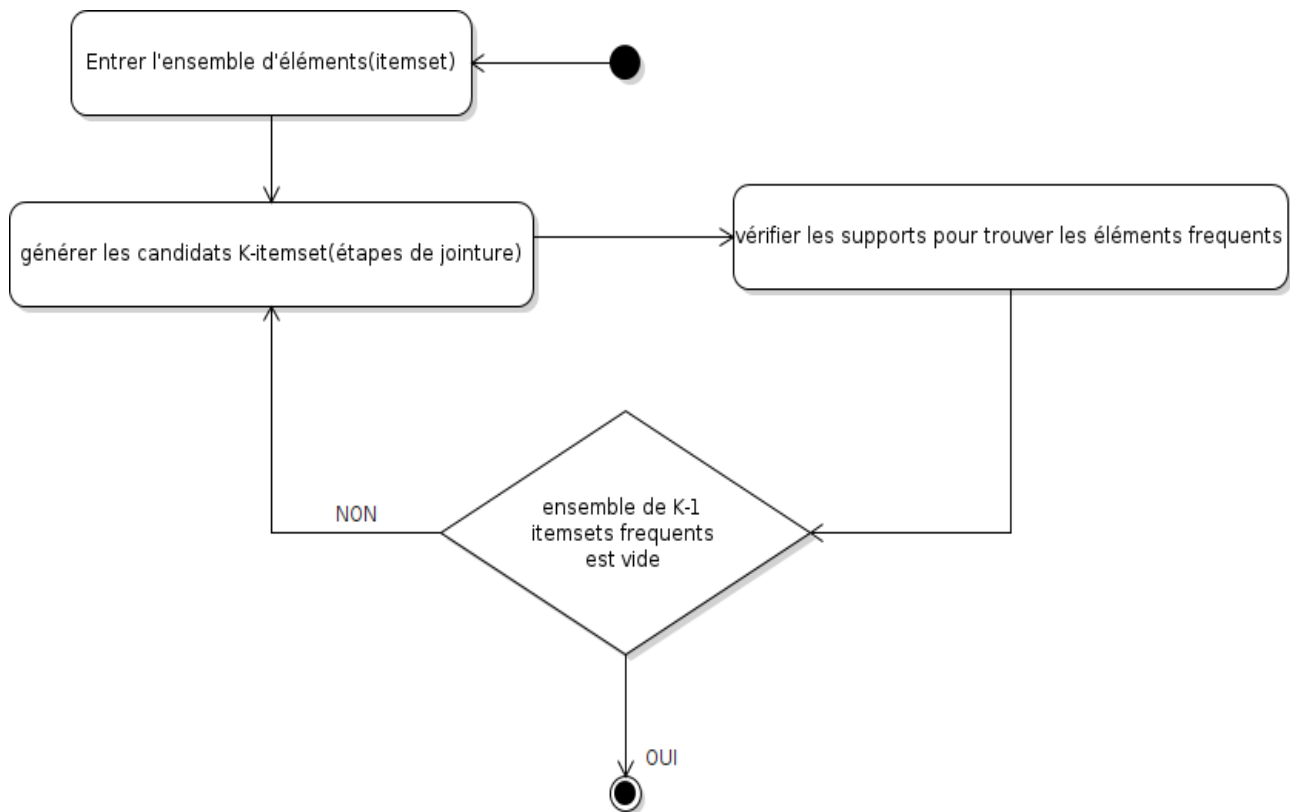 Entrer l'ensemble d'éléments(itemset)
générer les candidats K-itemset(étapes de jointure)
vérifier les supports pour trouver les éléments frequents
ensemble de K-1
itemsets frequents
est vide
NON
OUI